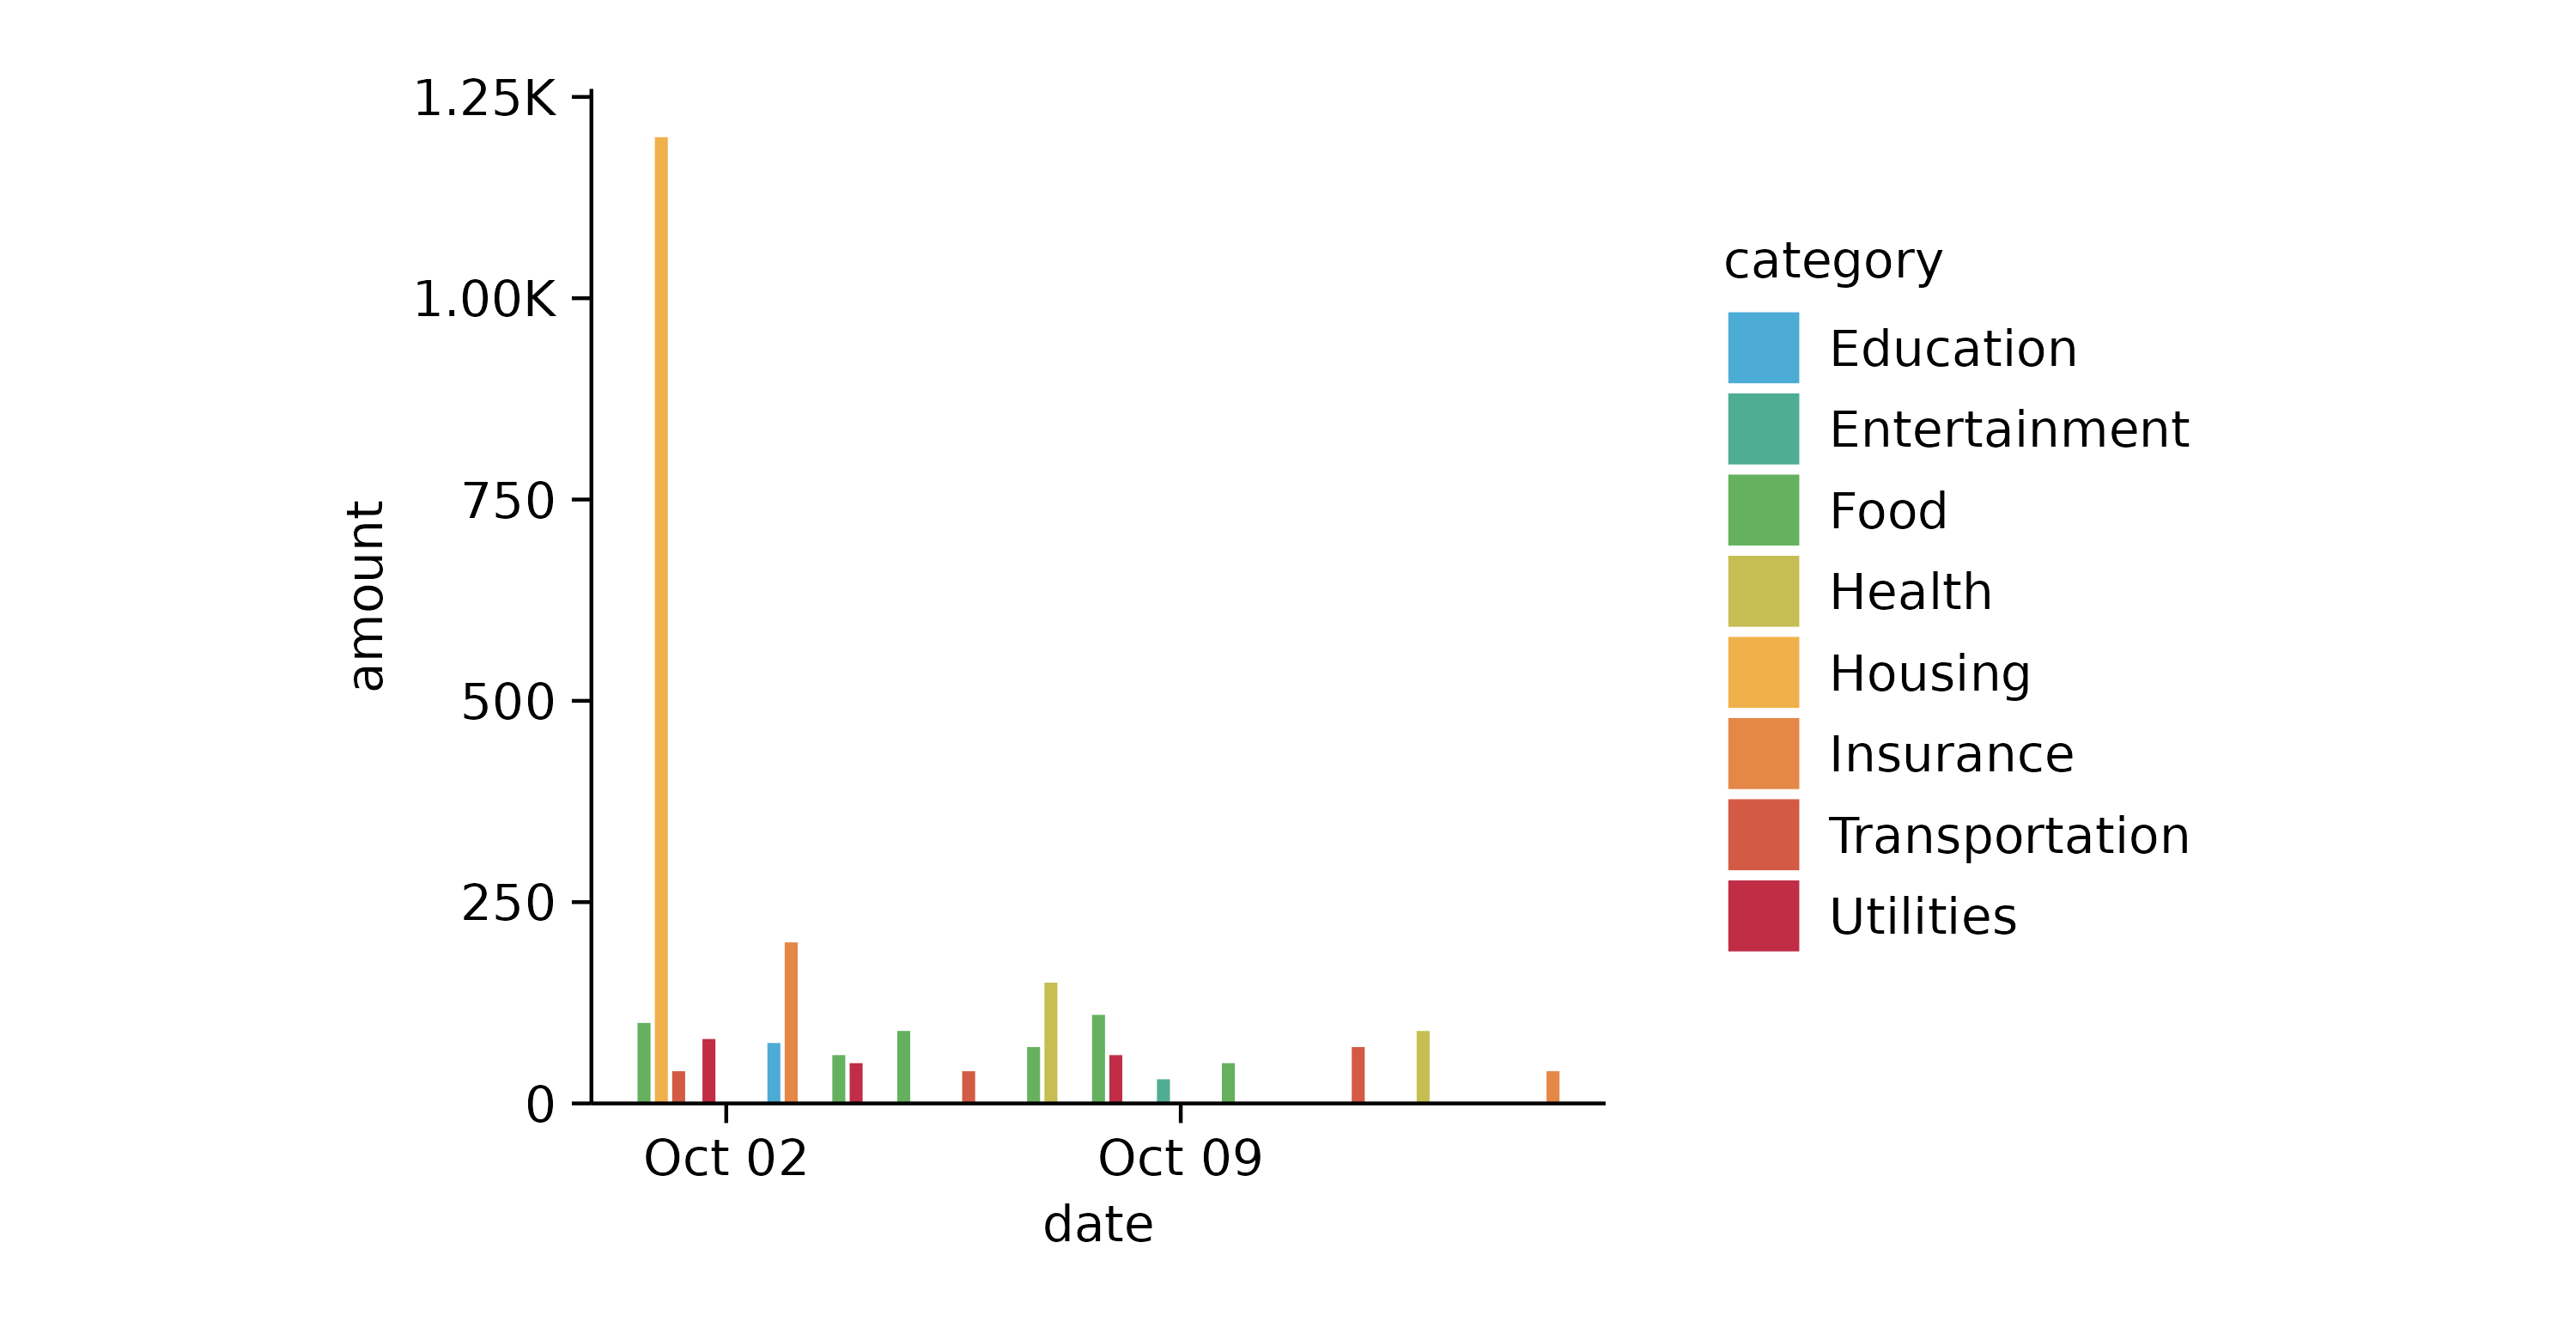 1.25K
1.00K
750
500
250
0
amount
Oct 02
Oct 09
date
category
Education
Entertainment
Food
Health
Housing
Insurance
Transportation
Utilities